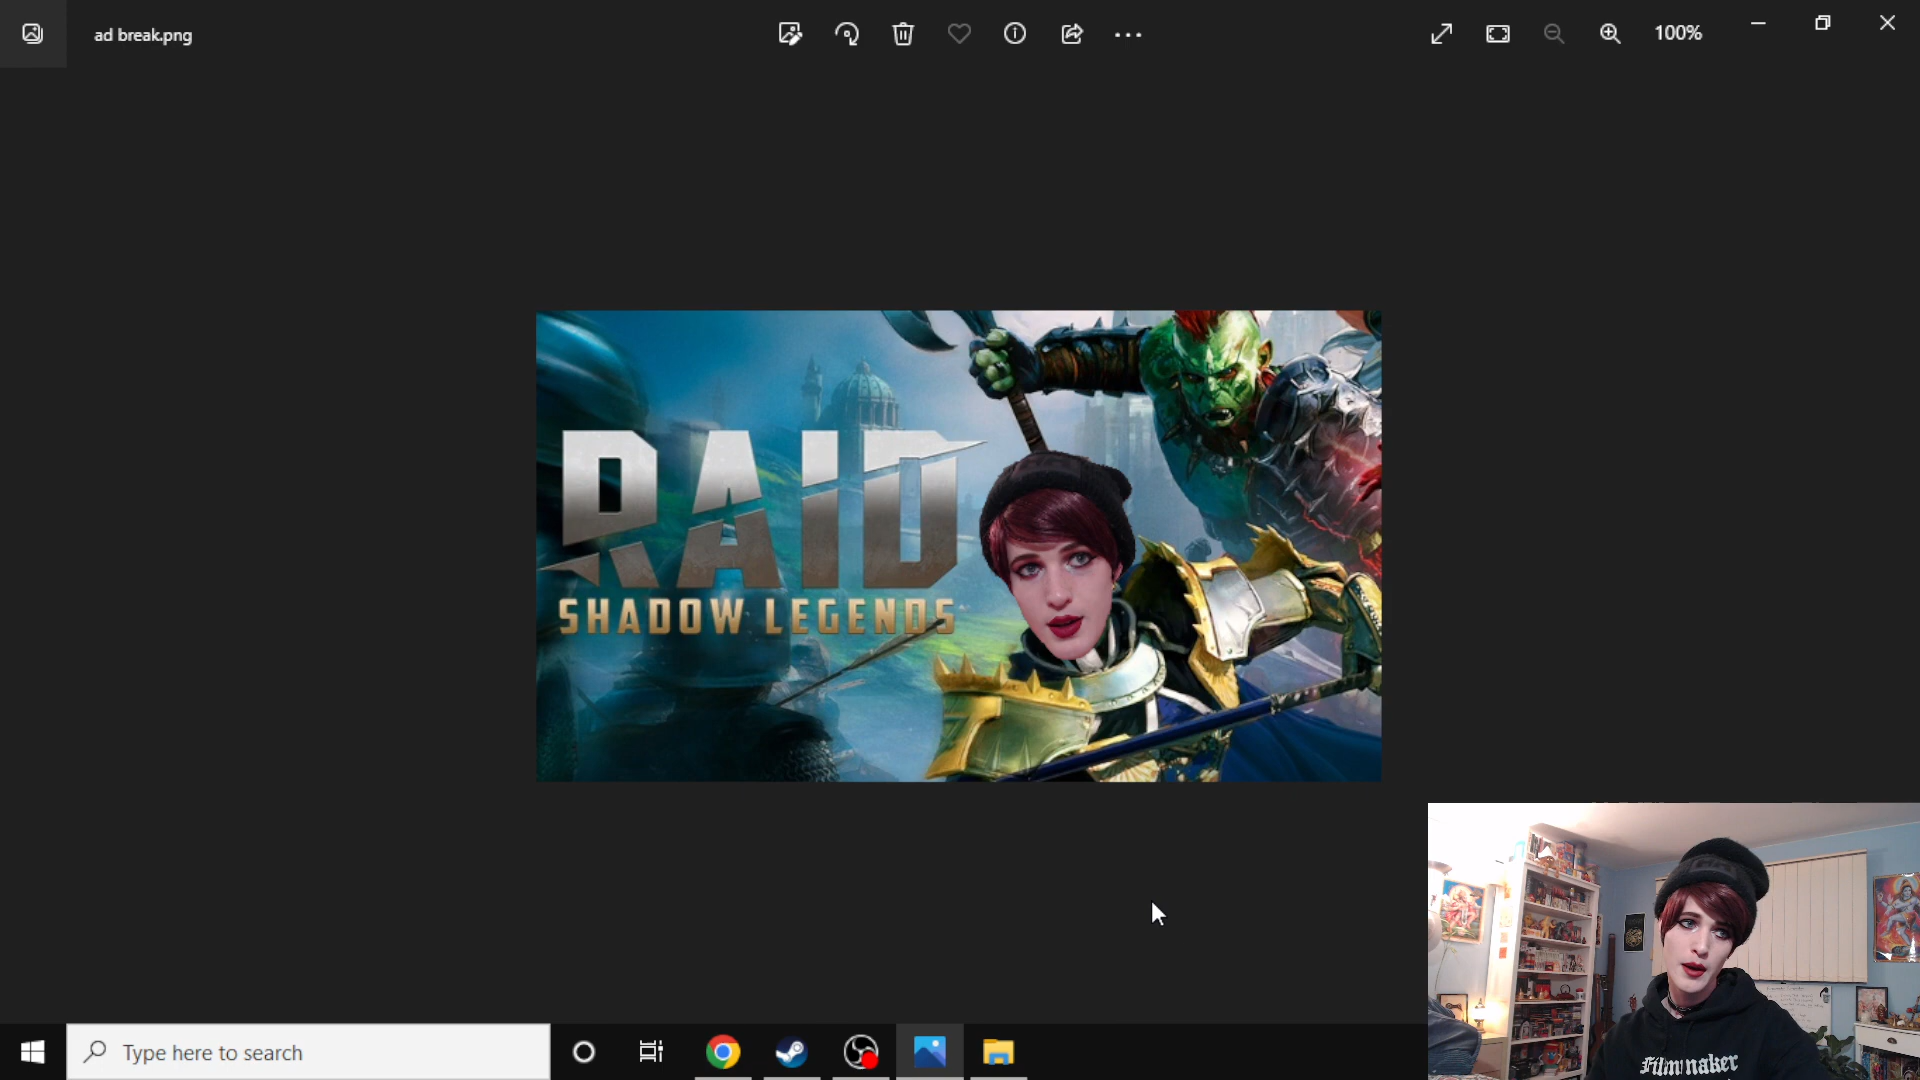 ad break.png
100%
RAID
SHADOW LEGENDS
Type here to search
Filmmaker